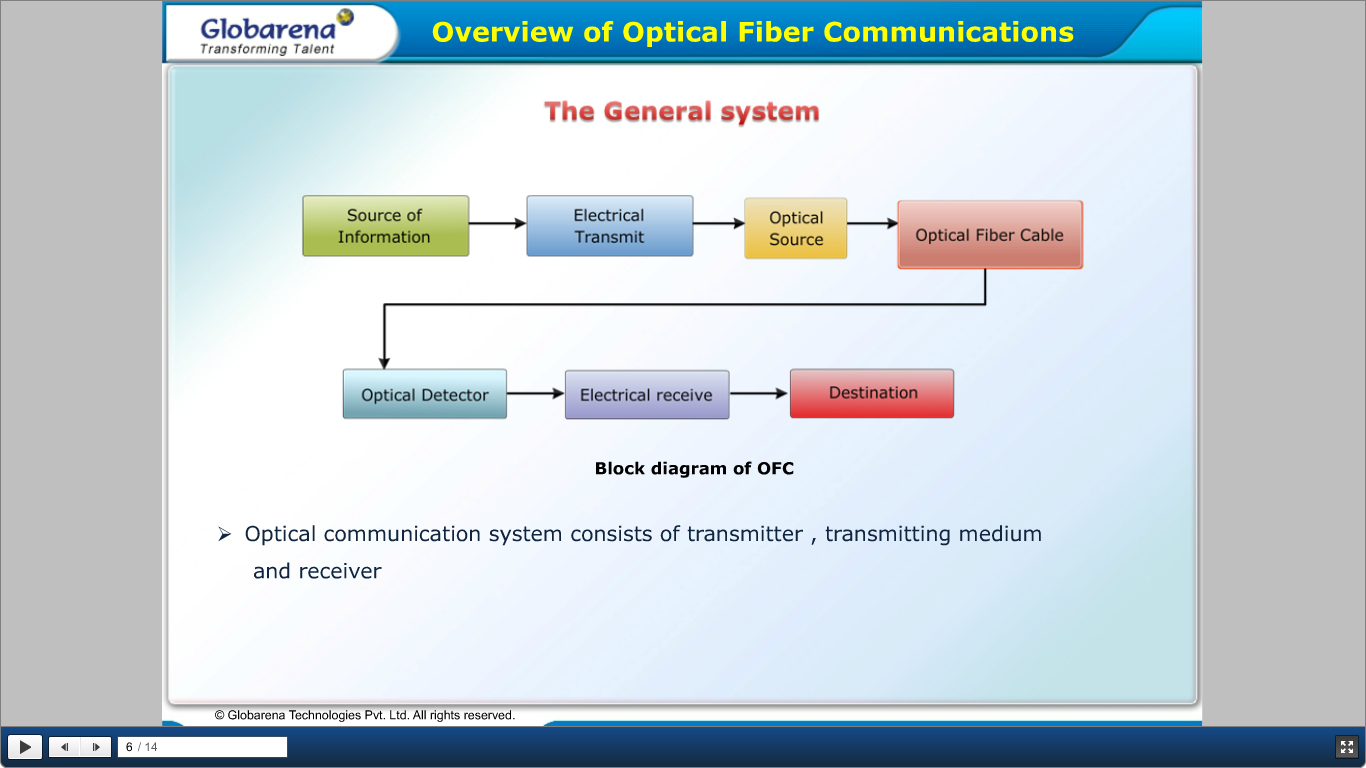 Globarena
Transforming Talent
Overview of Optical Fiber Communications
The General system
Source of
Information
Electrical
Transmit
Optical
Source
Optical Fiber Cable
Optical Detector
Electrical receive
Destination
Block diagram of OFC
➢ Optical communication system consists of transmitter , transmitting medium
and receiver
© Globarena Technologies Pvt. Ltd. All rights reserved.
6 / 14